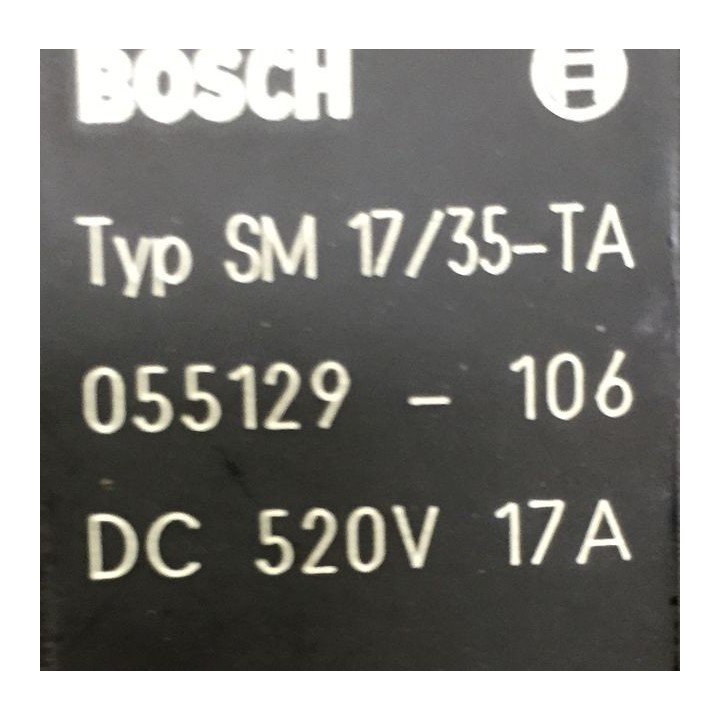 BOSCH
Typ SM 17/35-TA
055129 - 106
DC 520V 17A